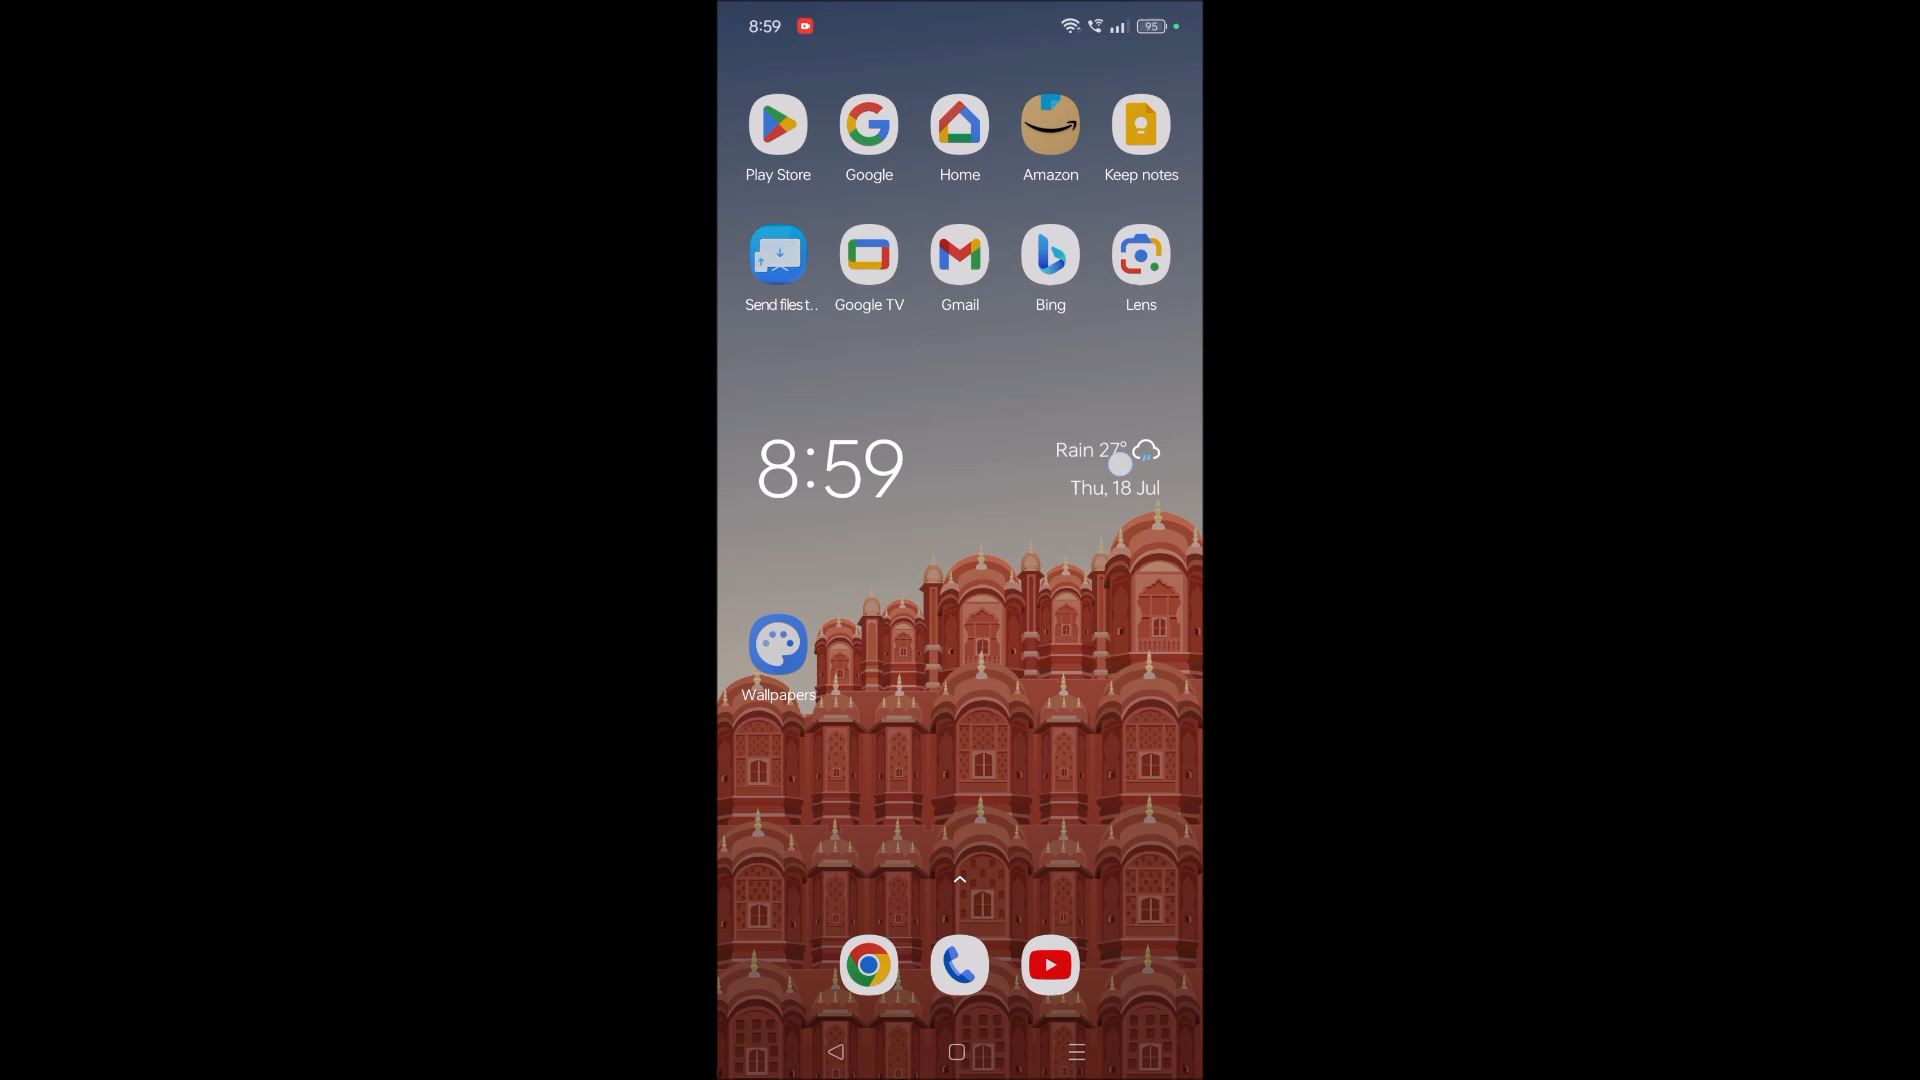 8:59
95
Play Store
Google
Home
Amazon
Keep notes
Send files t..
Google TV
Gmail
Bing
Lens
8:59
Rain 27°
Thu, 18 Jul
Wallpapers